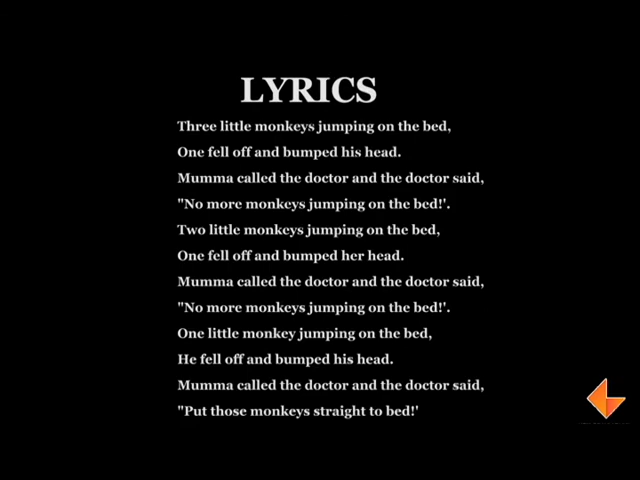 LYRICS
Three little monkeys jumping on the bed,
One fell off and bumped his head.
Mumma called the doctor and the doctor said,
"No more monkeys jumping on the bed!'.
Two little monkeys jumping on the bed,
One fell off and bumped her head.
Mumma called the doctor and the doctor said,
"No more monkeys jumping on the bed!'.
One little monkey jumping on the bed,
He fell off and bumped his head.
Mumma called the doctor and the doctor said,
"Put those monkeys straight to bed!'